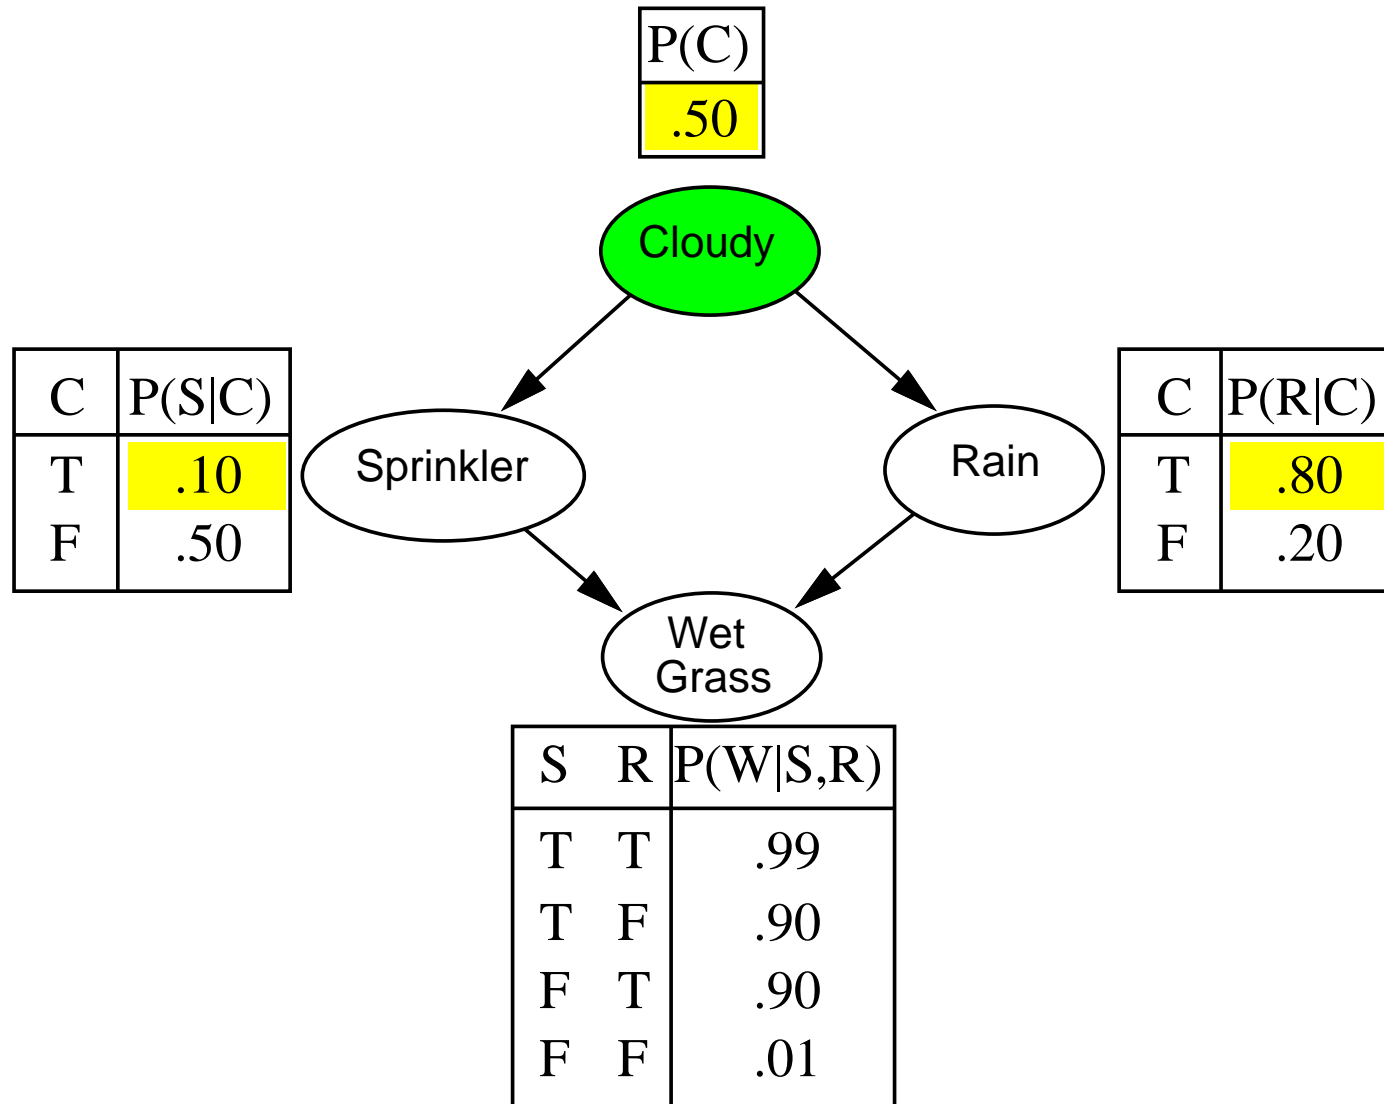 P(C)
.50
Cloudy
C P(S|C)
T .10
F .50
Sprinkler
Rain
C P(R|C)
T .80
F .20
Wet
Grass
S R P(W|S,R)
T T .99
T F .90
F T .90
F F .01